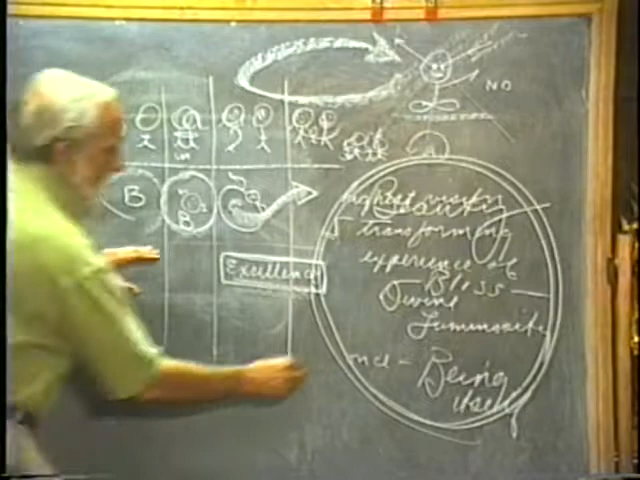 NO
B
B
Excellence
Beauty
transforming
experience of
Bliss
Divine
Luminosity
Being
itself